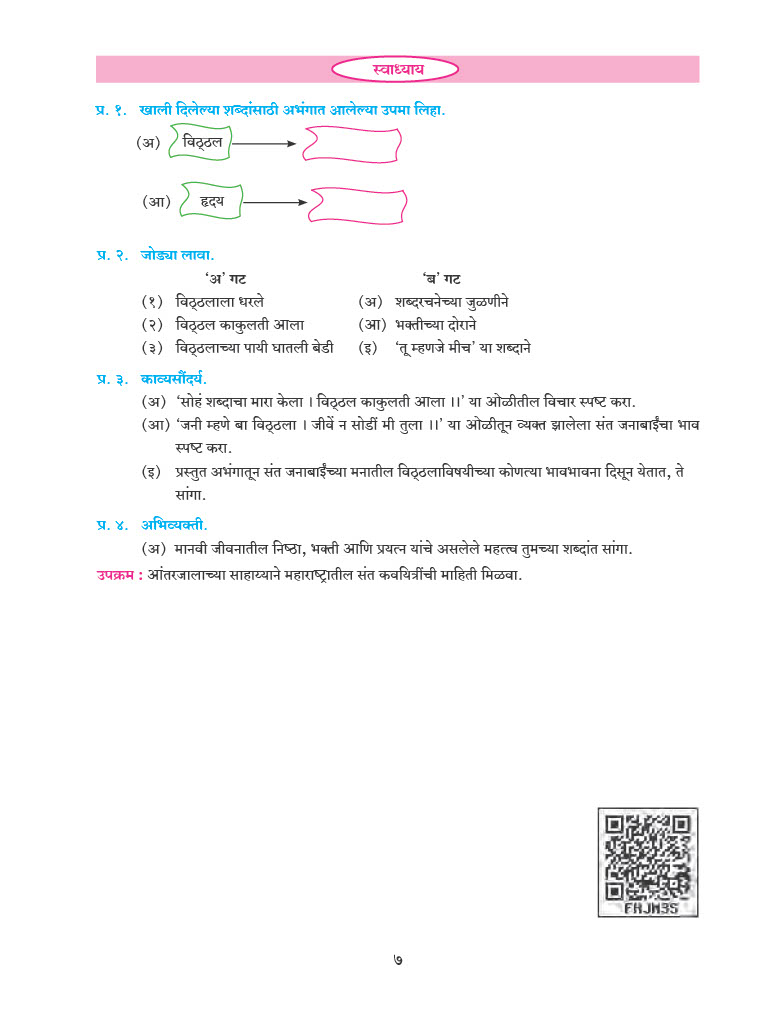 स्वाध्याय
प्र. १. खाली दिलेल्या शब्दांसाठी अभंगात आलेल्या उपमा लिहा.
(अ) विठ्ठल
(आ) हृदय
प्र. २. जोड्या लावा.
‘अ’ गट ‘ब’ गट
(१) विठ्ठलाला धरले (अ) शब्दरचनेच्या जुळणीने
(२) विठ्ठल काकुलती आला (आ) भक्तीच्या दोराने
(३) विठ्ठलाच्या पायी घातली बेडी (इ) ‘तू म्हणजे मीच’ या शब्दाने
प्र. ३. काव्यसौंदर्य.
(अ) ‘सोहं शब्दाचा मारा केला । विठ्ठल काकुलती आला ।।’ या ओळीतील विचार स्पष्ट करा.
(आ) ‘जनी म्हणे बा विठ्ठला । जीवें न सोडीं मी तुला ।।’ या ओळीतून व्यक्त झालेला संत जनाबाईंचा भाव
स्पष्ट करा.
(इ) प्रस्तुत अभंगातून संत जनाबाईंच्या मनातील विठ्ठलाविषयीच्या कोणत्या भावभावना दिसून येतात, ते
सांगा.
प्र. ४. अभिव्यक्ती.
(अ) मानवी जीवनातील निष्ठा, भक्ती आणि प्रयत्न यांचे असलेले महत्त्व तुमच्या शब्दांत सांगा.
उपक्रम : आंतरजालाच्या साहाय्याने महाराष्ट्रातील संत कवयित्रींची माहिती मिळवा.
FHJM3S
७